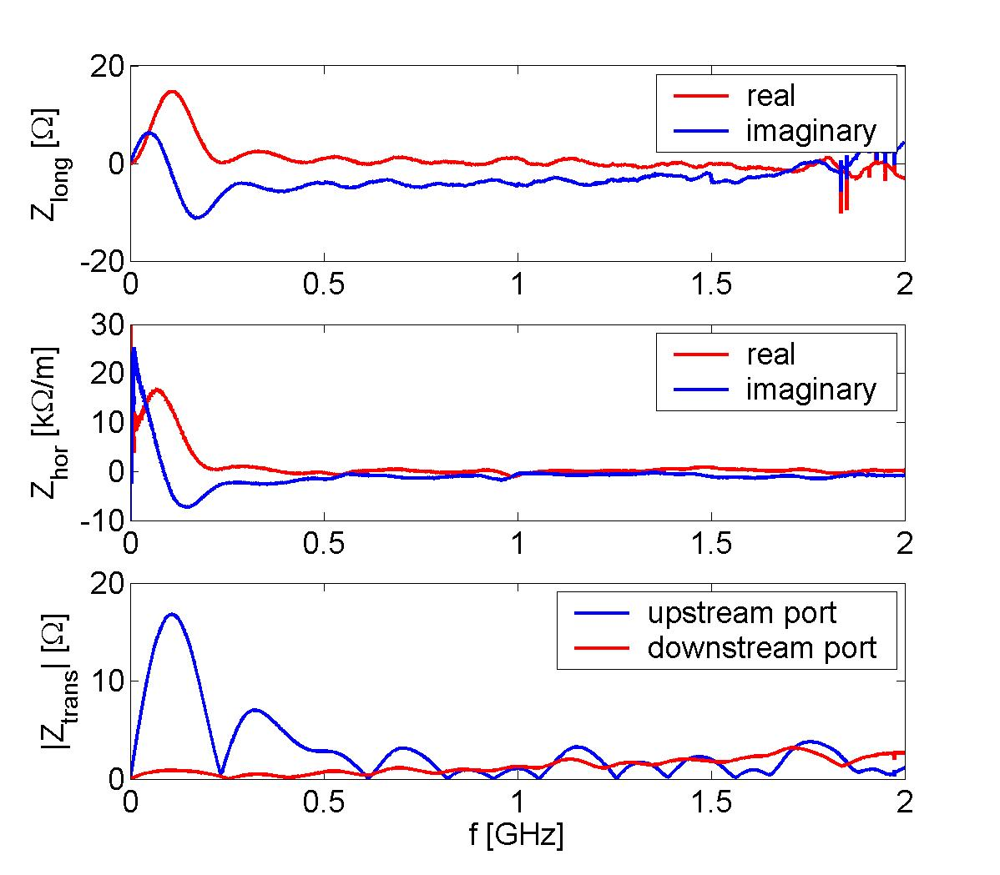 20
0
-20
Z_long [Ω]
real
imaginary
0 0.5 1 1.5 2
30
20
10
0
-10
Z_hor [kΩ/m]
real
imaginary
0 0.5 1 1.5 2
20
10
0
|Z_trans| [Ω]
upstream port
downstream port
0 0.5 1 1.5 2
f [GHz]